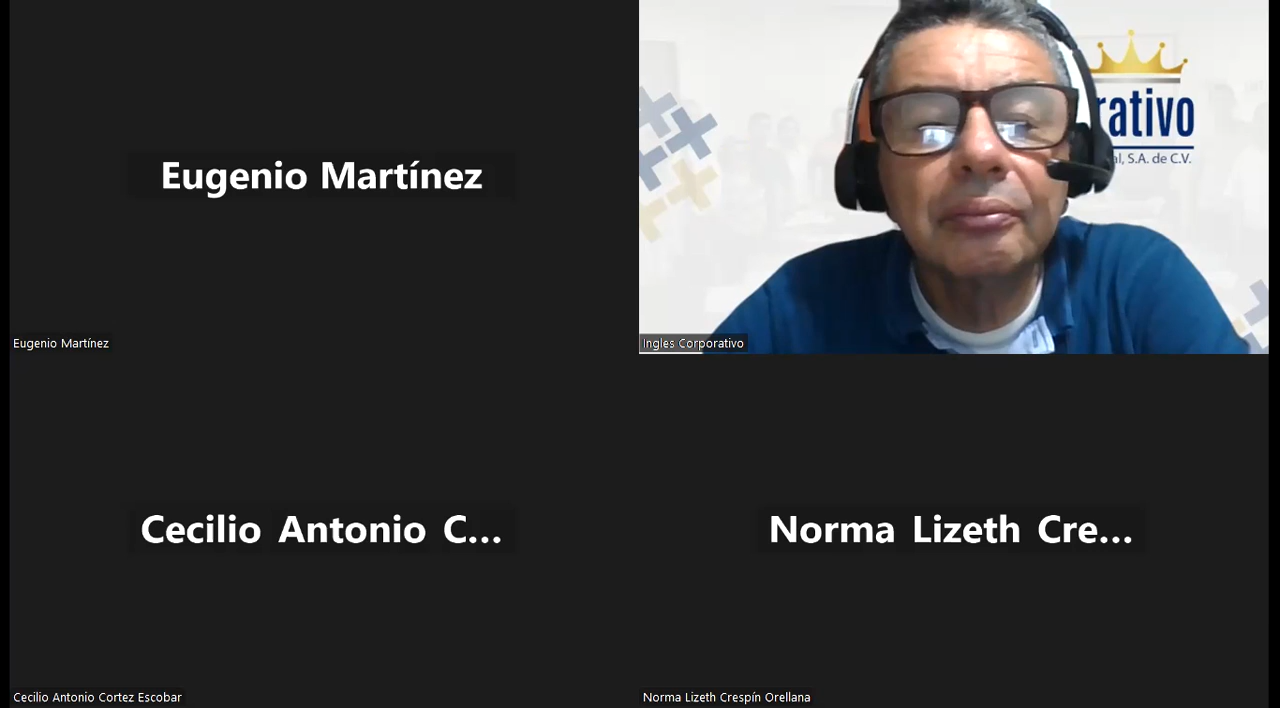 Eugenio Martínez
Eugenio Martínez
rativo
al, S.A. de C.V.
Ingles Corporativo
Cecilio Antonio C...
Norma Lizeth Cre...
Cecilio Antonio Cortez Escobar
Norma Lizeth Crespín Orellana